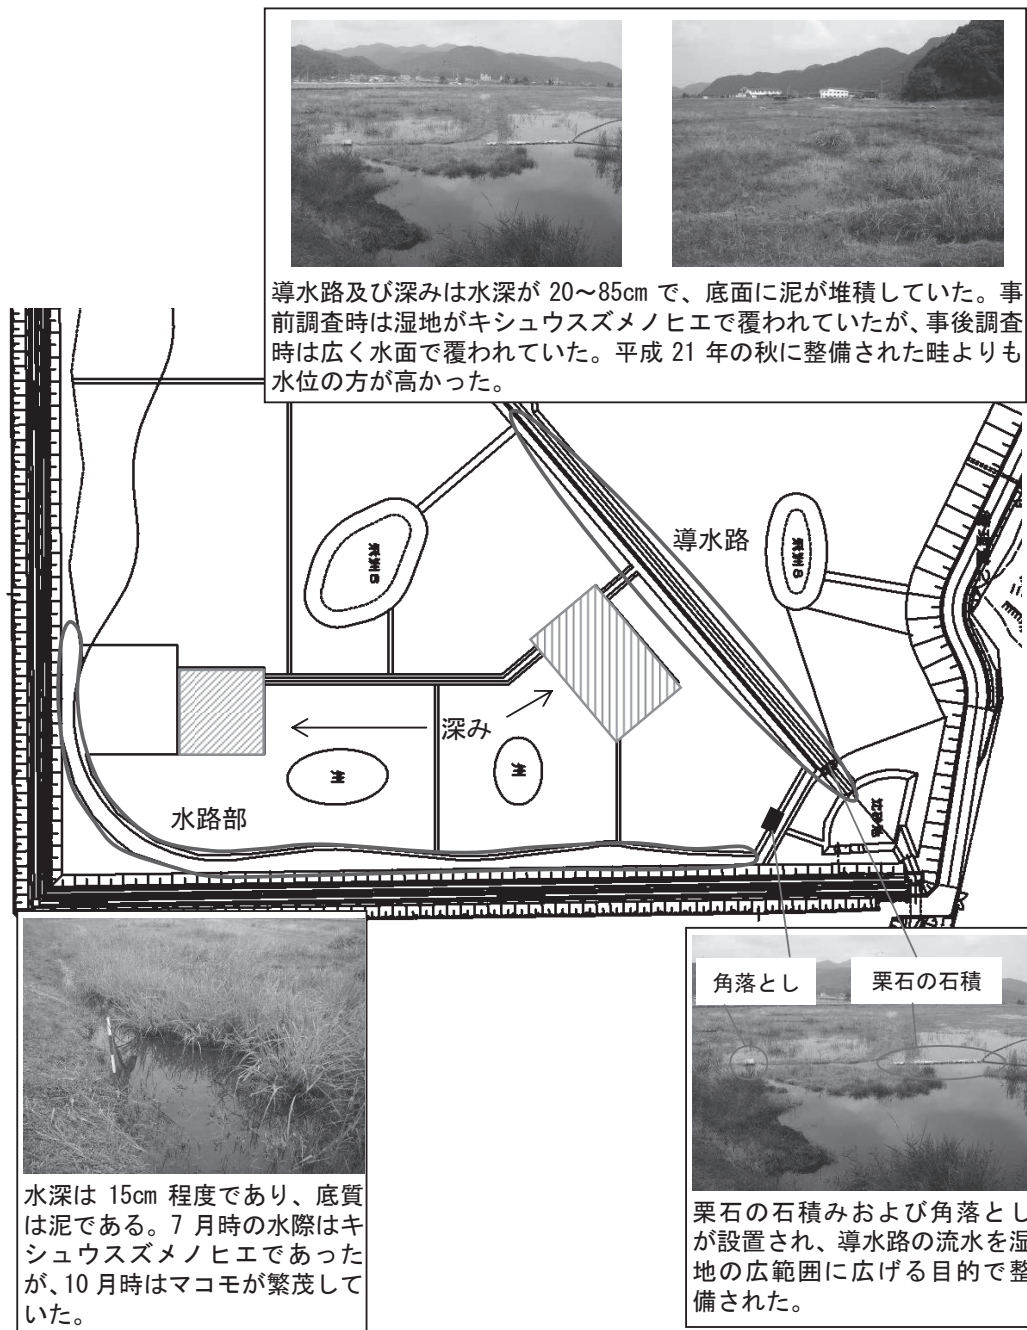 導水路及び深みは水深が 20～85cm で、底面に泥が堆積していた。事
前調査時は湿地がキシュウスズメノヒエで覆われていたが、事後調査
時は広く水面で覆われていた。平成 21 年の秋に整備された畦よりも
水位の方が高かった。
導水路
深み
州
州
水路部
角落とし
栗石の石積
水深は 15cm 程度であり、底質
は泥である。7 月時の水際はキ
シュウスズメノヒエであった
が、10 月時はマコモが繁茂して
いた。
栗石の石積みおよび角落とし
が設置され、導水路の流水を湿
地の広範囲に広げる目的で整
備された。